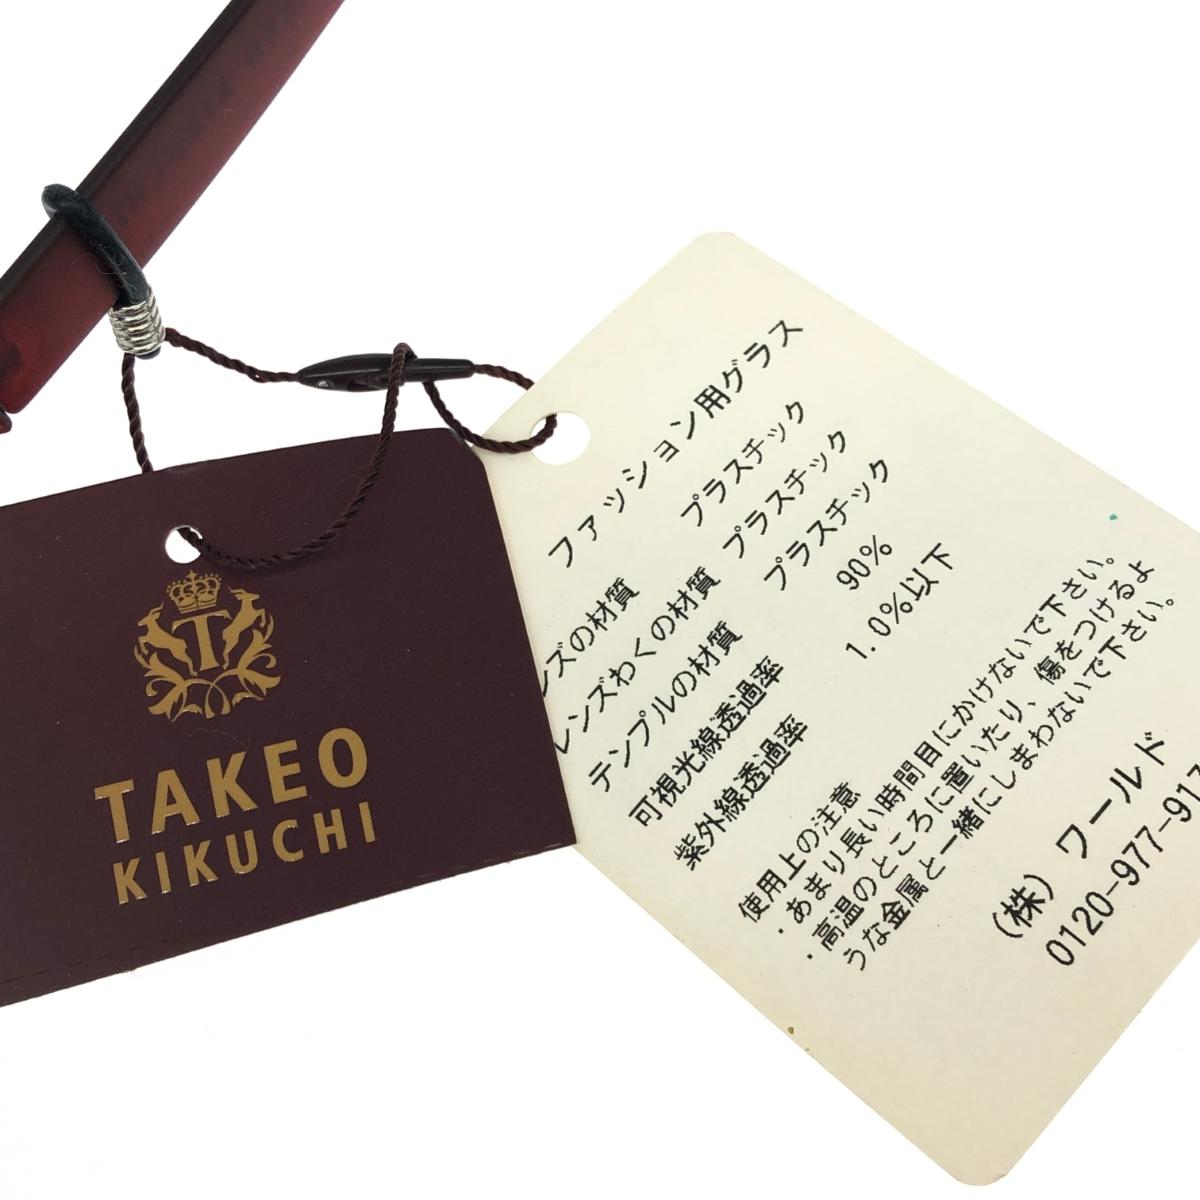 T
TAKEO
KIKUCHI
ファッション用グラス
ンズの材質 プラスチック
レンズわくの材質 プラスチック
テンプルの材質 プラスチック
可視光線透過率 90%
紫外線透過率 1.0%以下
使用上の注意
・あまり長い時間目にかけないで下さい。
・高温のところに置いたり、傷をつけるよ
うな金属と一緒にしまわないで下さい。
(株) ワールド
0120-977-917